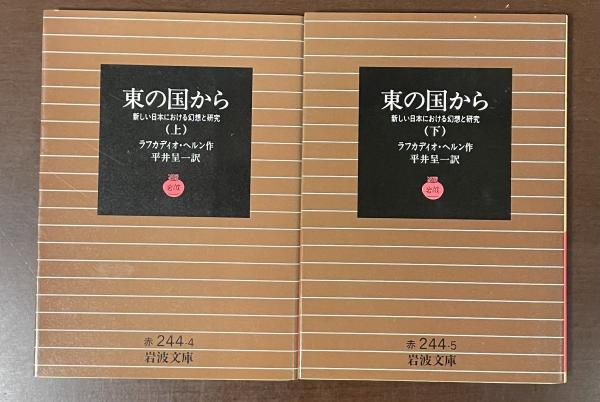 東の国から
新しい日本における幻想と研究
(上)
ラフカディオ・ヘルン作
平井呈一訳
岩波
赤 244-4
岩波文庫
東の国から
新しい日本における幻想と研究
(下)
ラフカディオ・ヘルン作
平井呈一訳
岩波
赤 244-5
岩波文庫